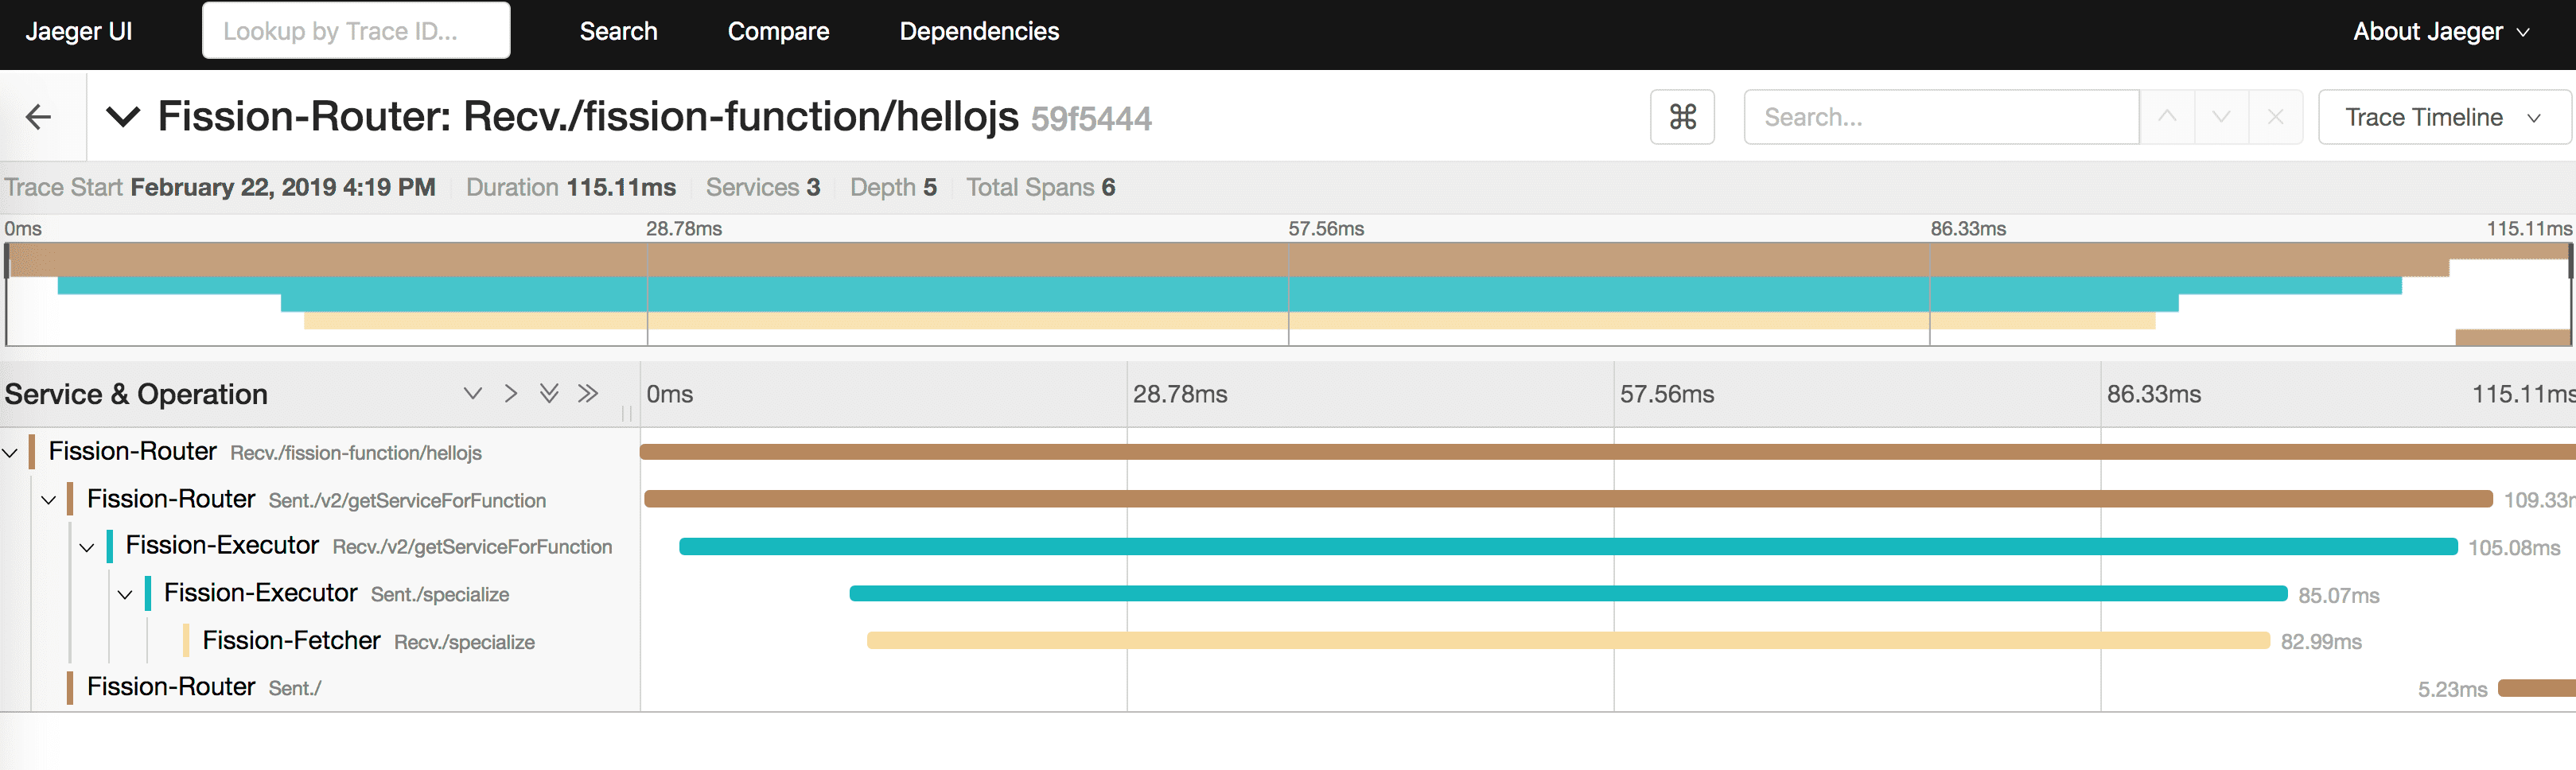 Jaeger UI Lookup by Trace ID... Search Compare Dependencies About Jaeger
Fission-Router: Recv./fission-function/hellojs 59f5444 ⌘ Search... Trace Timeline
Trace Start February 22, 2019 4:19 PM Duration 115.11ms Services 3 Depth 5 Total Spans 6
0ms 28.78ms 57.56ms 86.33ms 115.11ms
Service & Operation 0ms 28.78ms 57.56ms 86.33ms 115.11ms
Fission-Router Recv./fission-function/hellojs
Fission-Router Sent./v2/getServiceForFunction 109.33m
Fission-Executor Recv./v2/getServiceForFunction 105.08ms
Fission-Executor Sent./specialize 85.07ms
Fission-Fetcher Recv./specialize 82.99ms
Fission-Router Sent./ 5.23ms